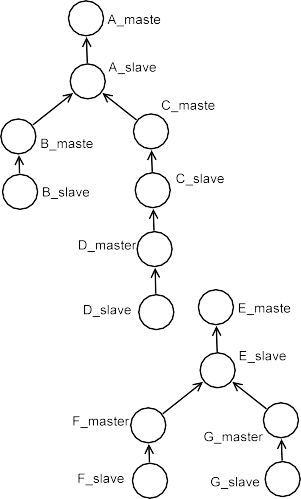 A_maste
A_slave
C_maste
B_maste
C_slave
B_slave
D_master
D_slave
E_maste
E_slave
F_master
G_master
F_slave
G_slave